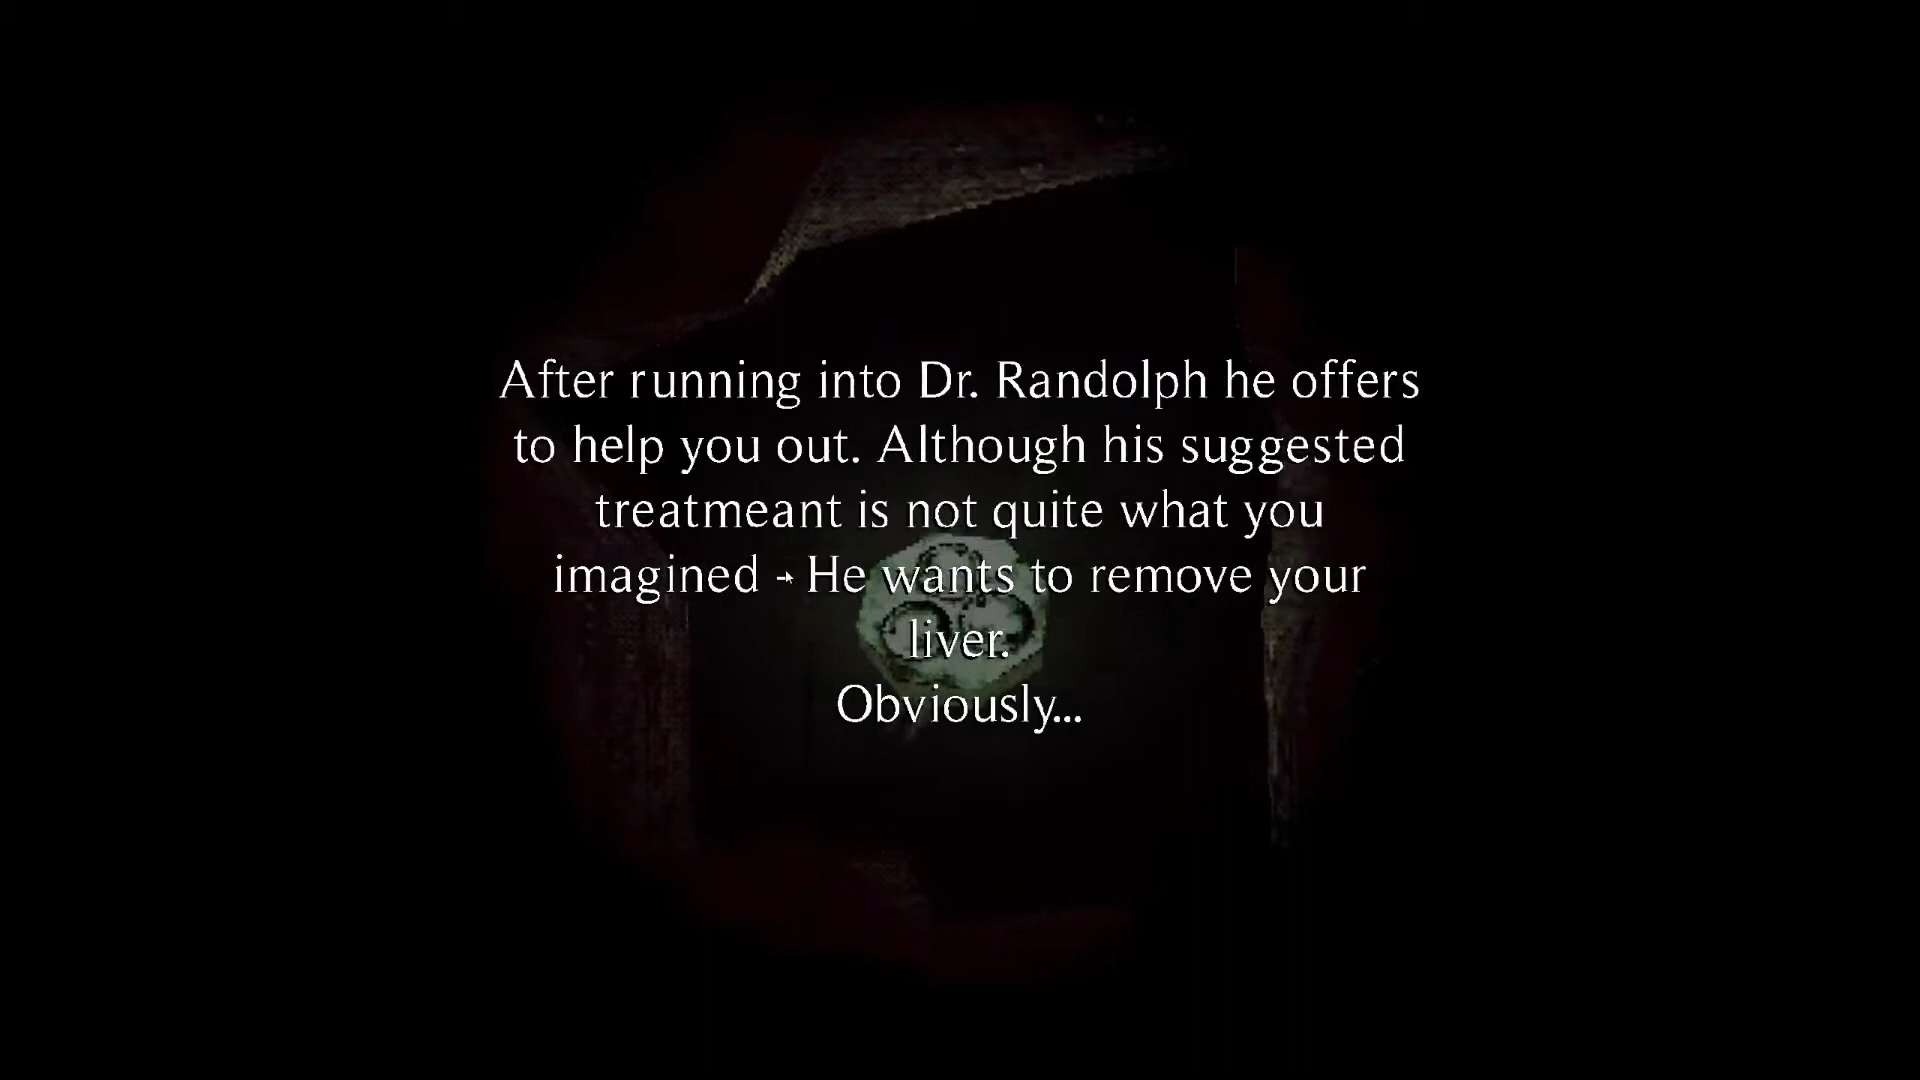 After running into Dr. Randolph he offers
to help you out. Although his suggested
treatmeant is not quite what you
imagined - He wants to remove your
liver.
Obviously...